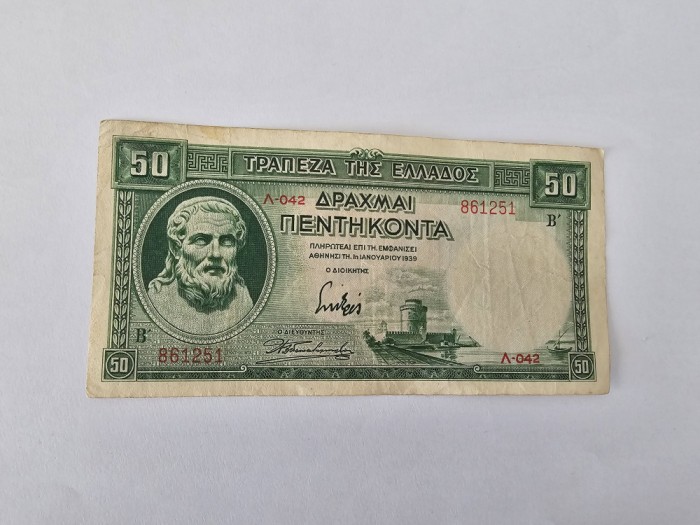 50 ΤΡΑΠΕΖΑ ΤΗΣ ΕΛΛΑΔΟΣ 50
Λ-042 ΔΡΑΧΜΑΙ 861251
ΠΕΝΤΗΚΟΝΤΑ Β΄
ΠΛΗΡΩΤΕΑΙ ΕΠΙ ΤΗ ΕΜΦΑΝΙΣΕΙ
ΑΘΗΝΗΣΙ ΤΗ 1η ΙΑΝΟΥΑΡΙΟΥ 1939
Ο ΔΙΟΙΚΗΤΗΣ
Ο ΔΙΕΥΘΥΝΤΗΣ
Β΄
861251 Λ-042
50 50